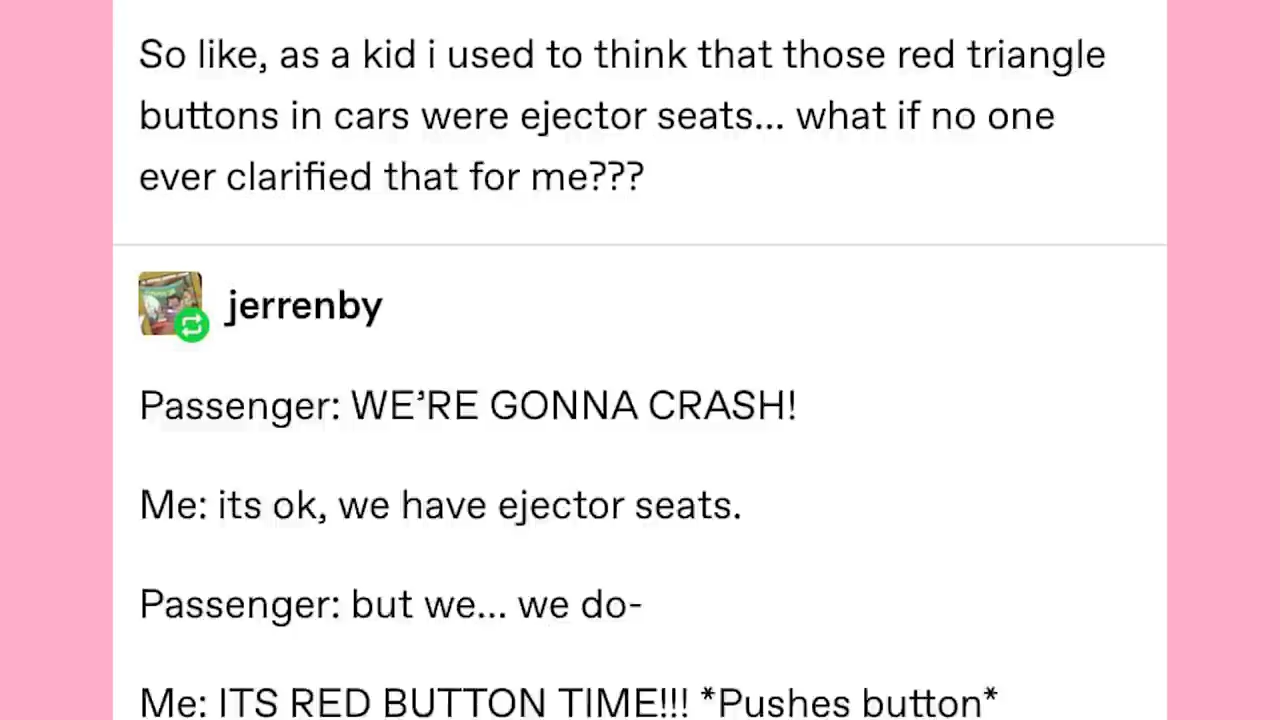 So like, as a kid i used to think that those red triangle
buttons in cars were ejector seats... what if no one
ever clarified that for me???
jerrenby
Passenger: WE’RE GONNA CRASH!
Me: its ok, we have ejector seats.
Passenger: but we... we do-
Me: ITS RED BUTTON TIME!!! *Pushes button*